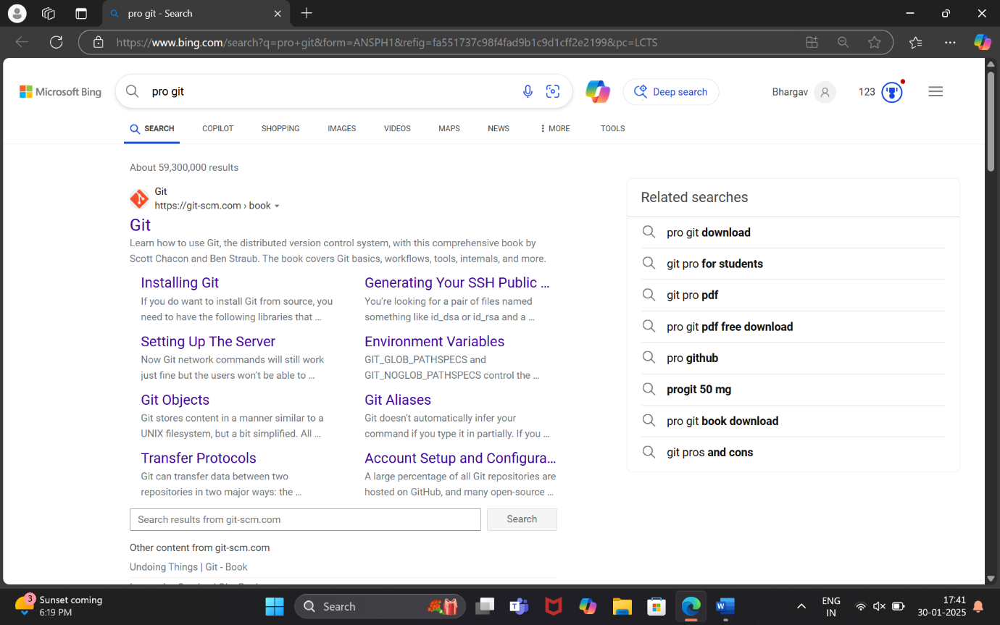 pro git - Search
https://www.bing.com/search?q=pro+git&form=ANSPH1&refig=fa551737c98f4fad9b1c9d1cff2e2199&pc=LCTS
Microsoft Bing
pro git
Deep search
Bhargav
123
SEARCH
COPILOT
SHOPPING
IMAGES
VIDEOS
MAPS
NEWS
MORE
TOOLS
About 59,300,000 results
Git
https://git-scm.com › book
Git
Learn how to use Git, the distributed version control system, with this comprehensive book by
Scott Chacon and Ben Straub. The book covers Git basics, workflows, tools, internals, and more.
Installing Git
If you do want to install Git from source, you
need to have the following libraries that ...
Generating Your SSH Public ...
You're looking for a pair of files named
something like id_dsa or id_rsa and a ...
Setting Up The Server
Now Git network commands will still work
just fine but the users won't be able to ...
Environment Variables
GIT_GLOB_PATHSPECS and
GIT_NOGLOB_PATHSPECS control the ...
Git Objects
Git stores content in a manner similar to a
UNIX filesystem, but a bit simplified. All ...
Git Aliases
Git doesn't automatically infer your
command if you type it in partially. If you ...
Transfer Protocols
Git can transfer data between two
repositories in two major ways: the ...
Account Setup and Configura...
A large percentage of all Git repositories are
hosted on GitHub, and many open-source ...
Search results from git-scm.com
Search
Other content from git-scm.com
Undoing Things | Git - Book
Related searches
pro git download
git pro for students
git pro pdf
pro git pdf free download
pro github
progit 50 mg
pro git book download
git pros and cons
3
Sunset coming
6:19 PM
Search
ENG
IN
17:41
30-01-2025